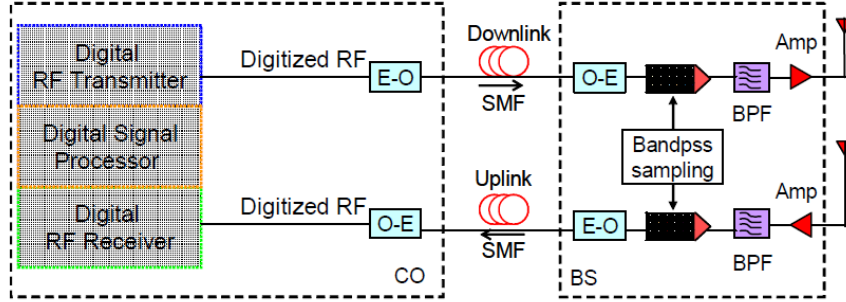 Digital
RF Transmitter
Digital Signal
Processor
Digital
RF Receiver
Digitized RF
E-O
Digitized RF
O-E
CO
Downlink
SMF
Uplink
SMF
O-E
BPF
Amp
Bandpss
sampling
E-O
BPF
Amp
BS